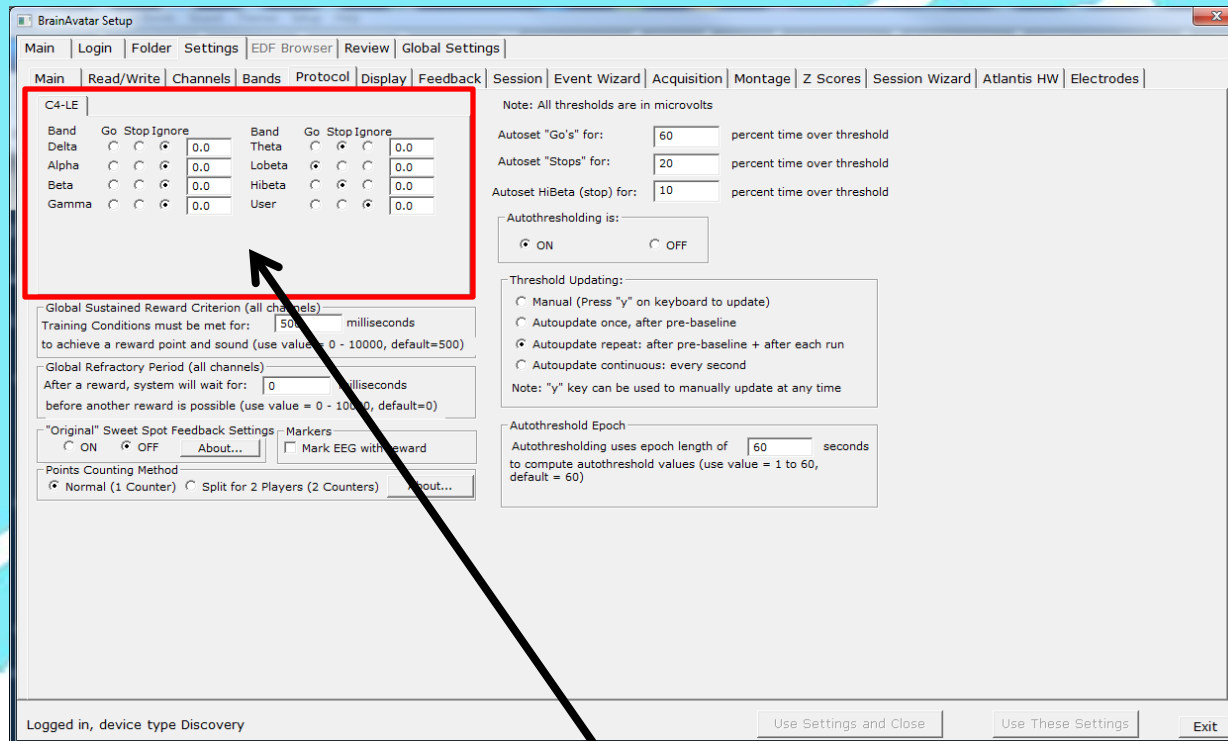 BrainAvatar Setup
Main Login Folder Settings EDF Browser Review Global Settings
Main Read/Write Channels Bands Protocol Display Feedback Session Event Wizard Acquisition Montage Z Scores Session Wizard Atlantis HW Electrodes
C4-LE
Band Go Stop Ignore Band Go Stop Ignore
Delta 0.0 Theta 0.0
Alpha 0.0 Lobeta 0.0
Beta 0.0 Hibeta 0.0
Gamma 0.0 User 0.0
Global Sustained Reward Criterion (all channels)
Training Conditions must be met for: 500 milliseconds
to achieve a reward point and sound (use value = 0 - 10000, default=500)
Global Refractory Period (all channels)
After a reward, system will wait for: 0 milliseconds
before another reward is possible (use value = 0 - 10000, default=0)
"Original" Sweet Spot Feedback Settings
ON OFF About...
Markers
Mark EEG with reward
Points Counting Method
Normal (1 Counter) Split for 2 Players (2 Counters) About...
Note: All thresholds are in microvolts
Autoset "Go's" for: 60 percent time over threshold
Autoset "Stops" for: 20 percent time over threshold
Autoset HiBeta (stop) for: 10 percent time over threshold
Autothresholding is:
ON OFF
Threshold Updating:
Manual (Press "y" on keyboard to update)
Autoupdate once, after pre-baseline
Autoupdate repeat: after pre-baseline + after each run
Autoupdate continuous: every second
Note: "y" key can be used to manually update at any time
Autothreshold Epoch
Autothresholding uses epoch length of 60 seconds
to compute autothreshold values (use value = 1 to 60,
default = 60)
Logged in, device type Discovery
Use Settings and Close Use These Settings Exit